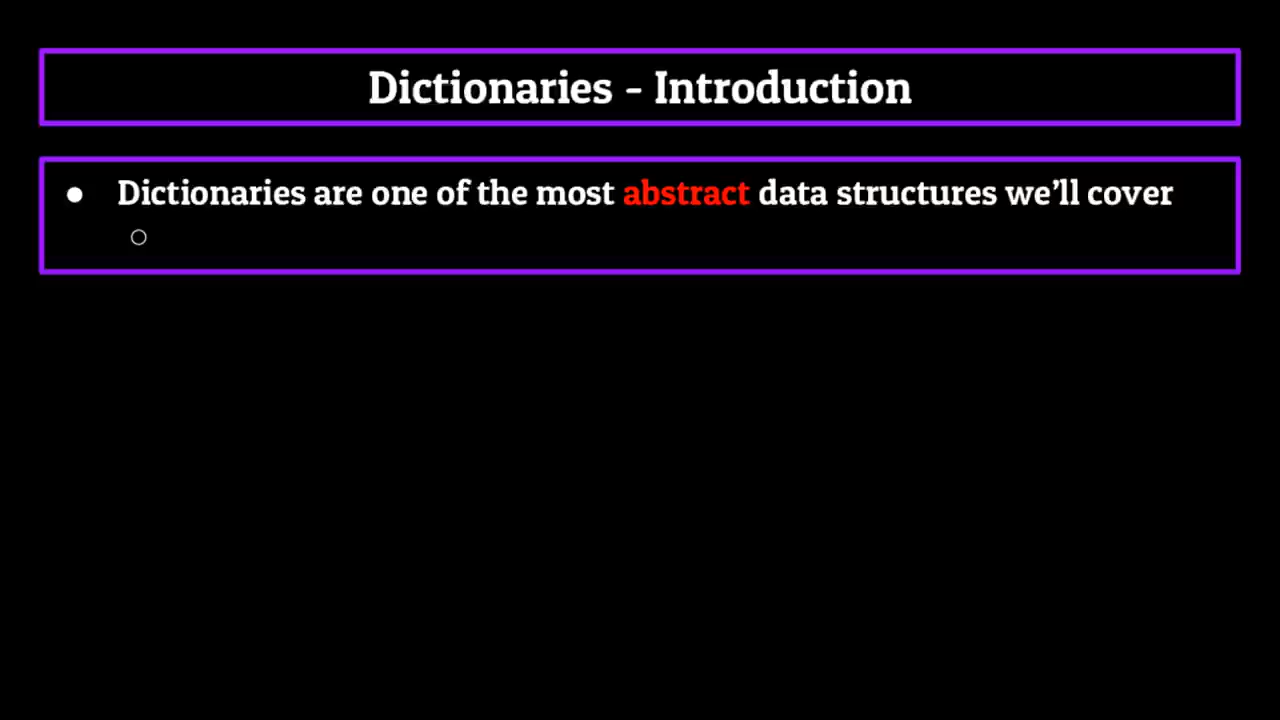 Dictionaries - Introduction
● Dictionaries are one of the most abstract data structures we’ll cover
○